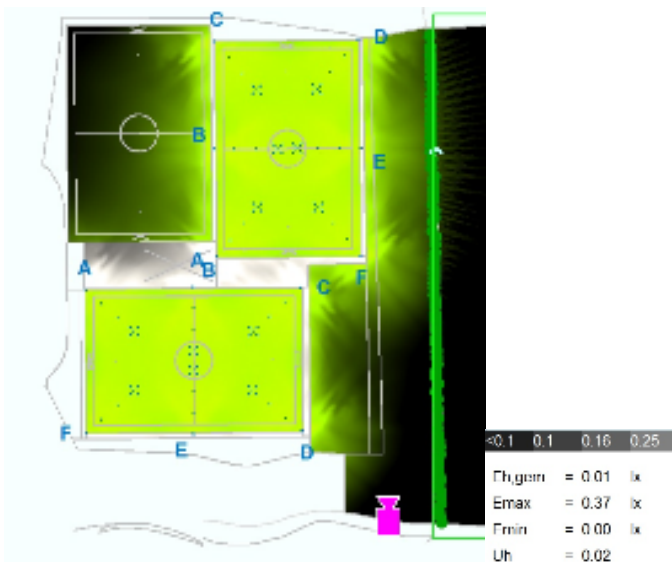 C
D
B
E
A
A
B
F
C
F
E
D
<0.1 0.1 0.16 0.25
Eh,gem = 0.01 lx
Emax = 0.37 lx
Emin = 0.00 lx
Uh = 0.02